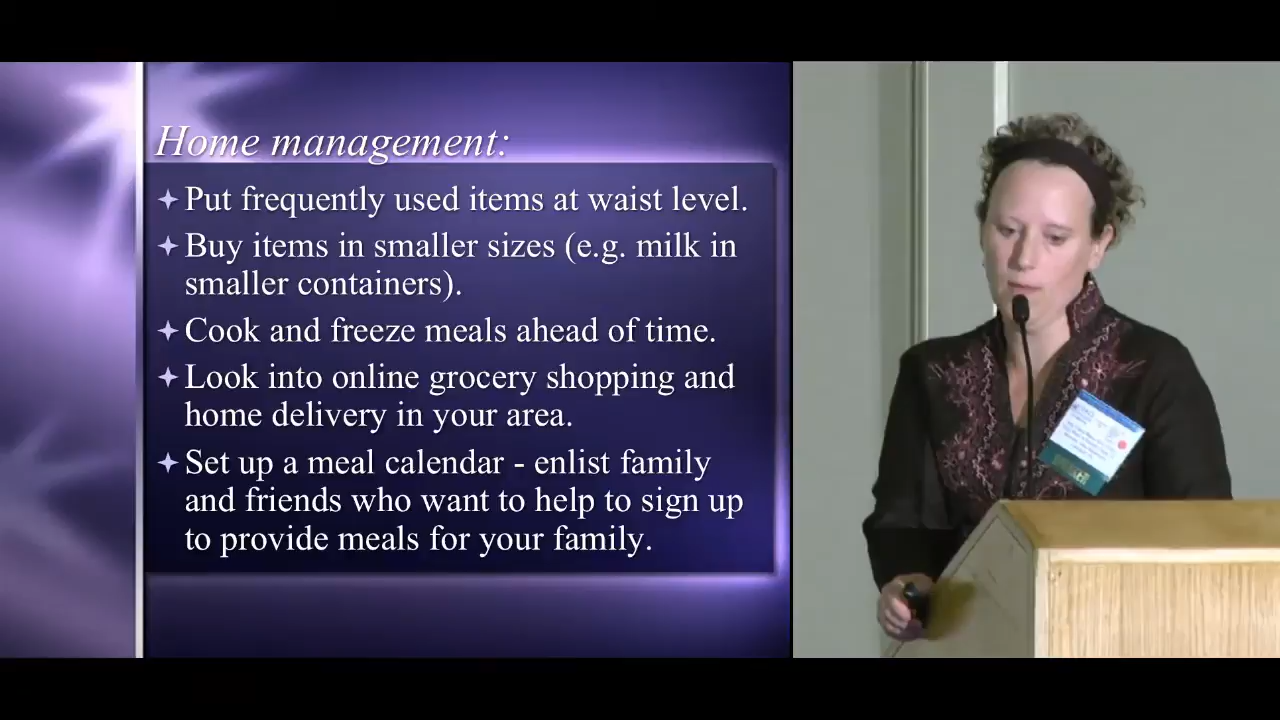 Home management:
Put frequently used items at waist level.
Buy items in smaller sizes (e.g. milk in
smaller containers).
Cook and freeze meals ahead of time.
Look into online grocery shopping and
home delivery in your area.
Set up a meal calendar - enlist family
and friends who want to help to sign up
to provide meals for your family.